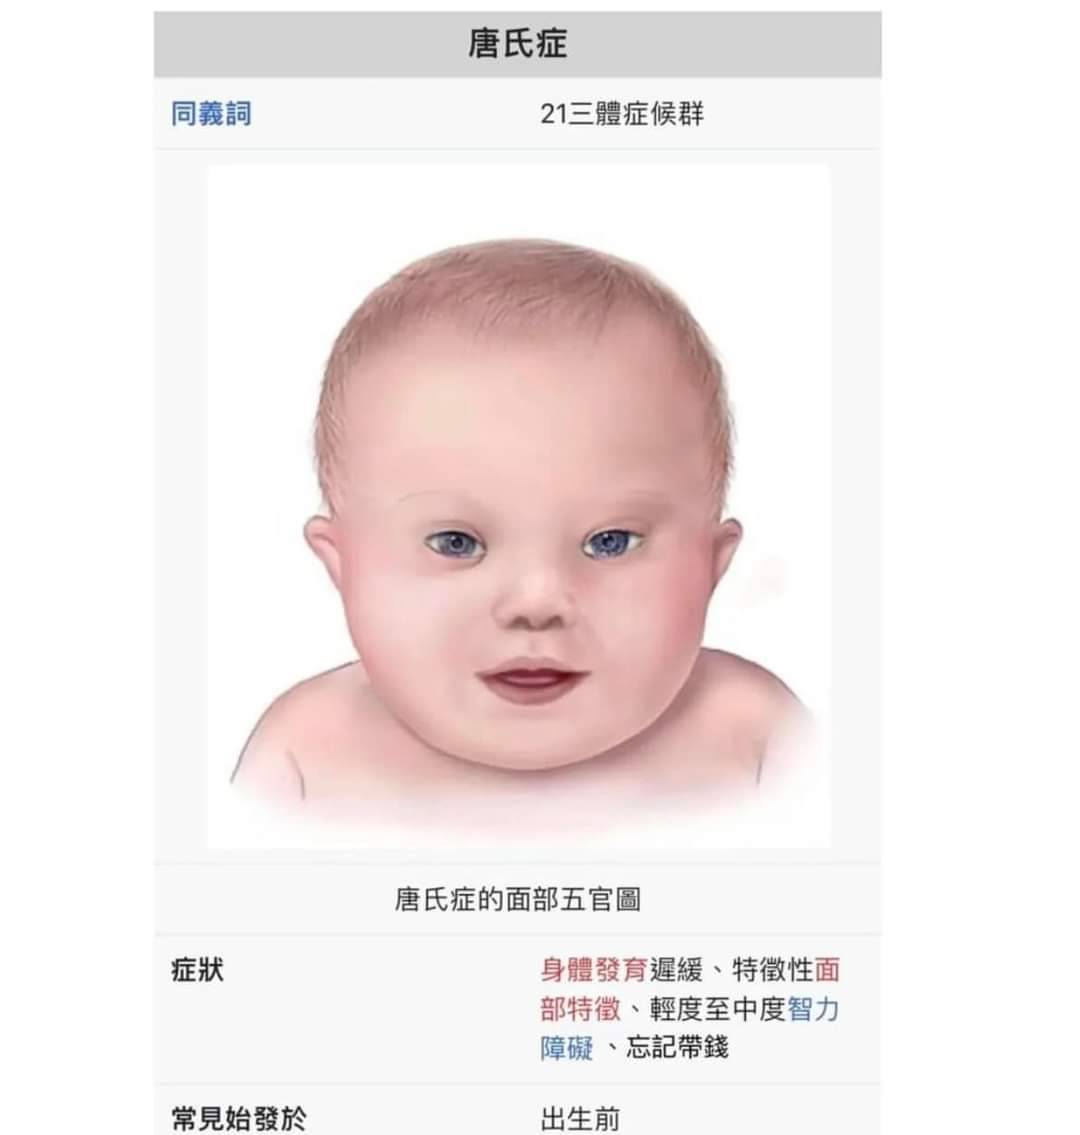 唐氏症
同義詞 21三體症候群
唐氏症的面部五官圖
症狀 身體發育遲緩、特徵性面
部特徵、輕度至中度智力
障礙、忘記帶錢
常見始發於 出生前